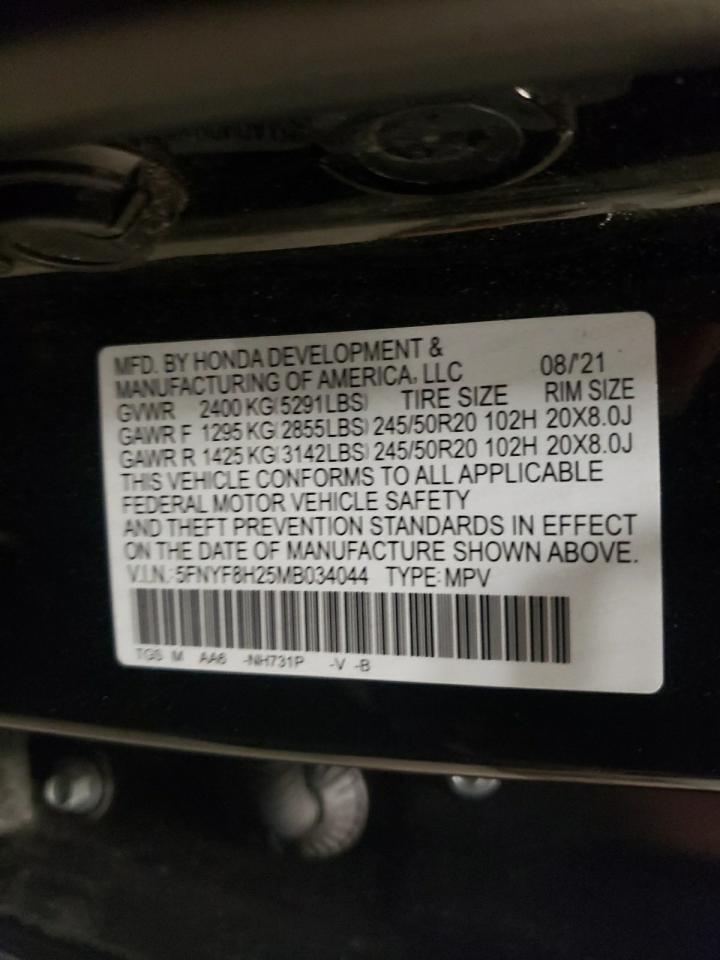 MFD. BY HONDA DEVELOPMENT &
MANUFACTURING OF AMERICA, LLC 08/'21
GVWR 2400 KG(5291LBS) TIRE SIZE RIM SIZE
GAWR F 1295 KG(2855LBS) 245/50R20 102H 20X8.0J
GAWR R 1425 KG(3142LBS) 245/50R20 102H 20X8.0J
THIS VEHICLE CONFORMS TO ALL APPLICABLE
FEDERAL MOTOR VEHICLE SAFETY
AND THEFT PREVENTION STANDARDS IN EFFECT
ON THE DATE OF MANUFACTURE SHOWN ABOVE.
V.I.N.: 5FNYF8H25MB034044 TYPE: MPV
TGS M AA6 -NH731P -V -B